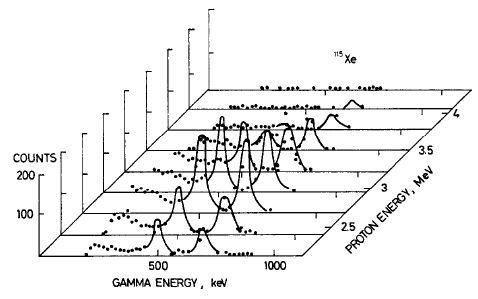 ¹¹⁵Xe
4
3.5
COUNTS
200
3
100
2.5
PROTON ENERGY, MeV
500
1000
GAMMA ENERGY, keV